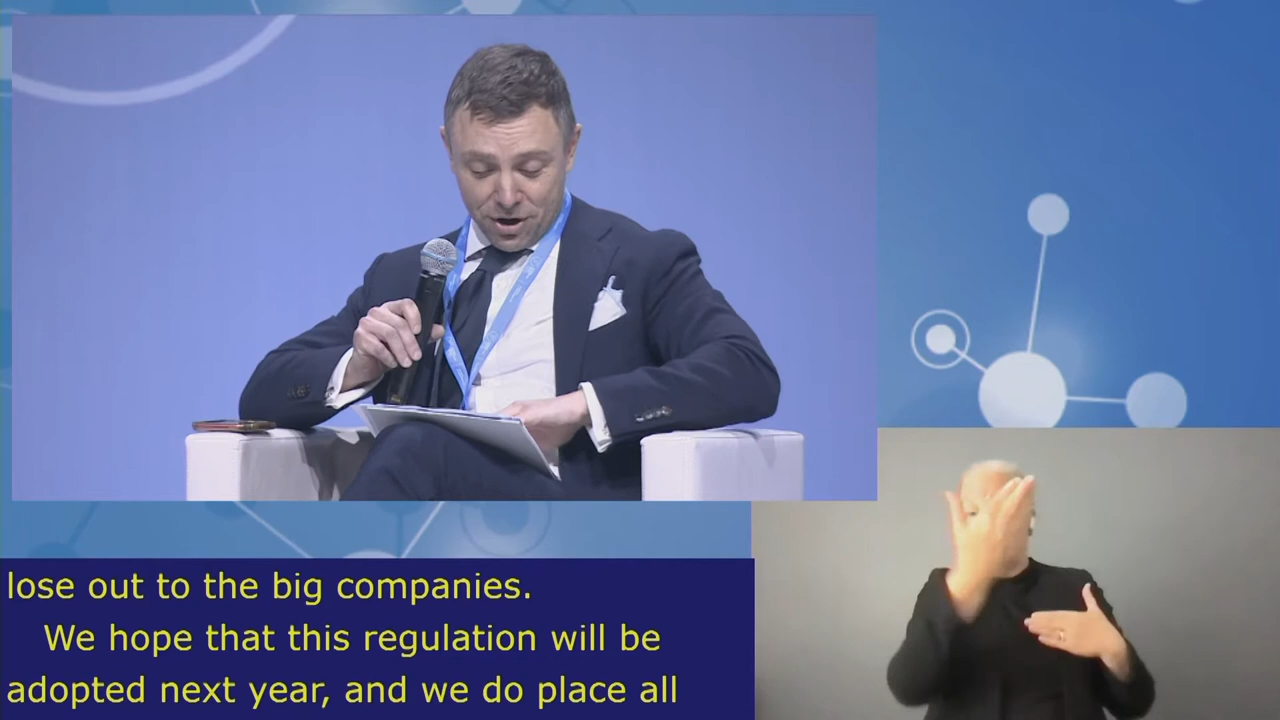 lose out to the big companies.
We hope that this regulation will be
adopted next year, and we do place all